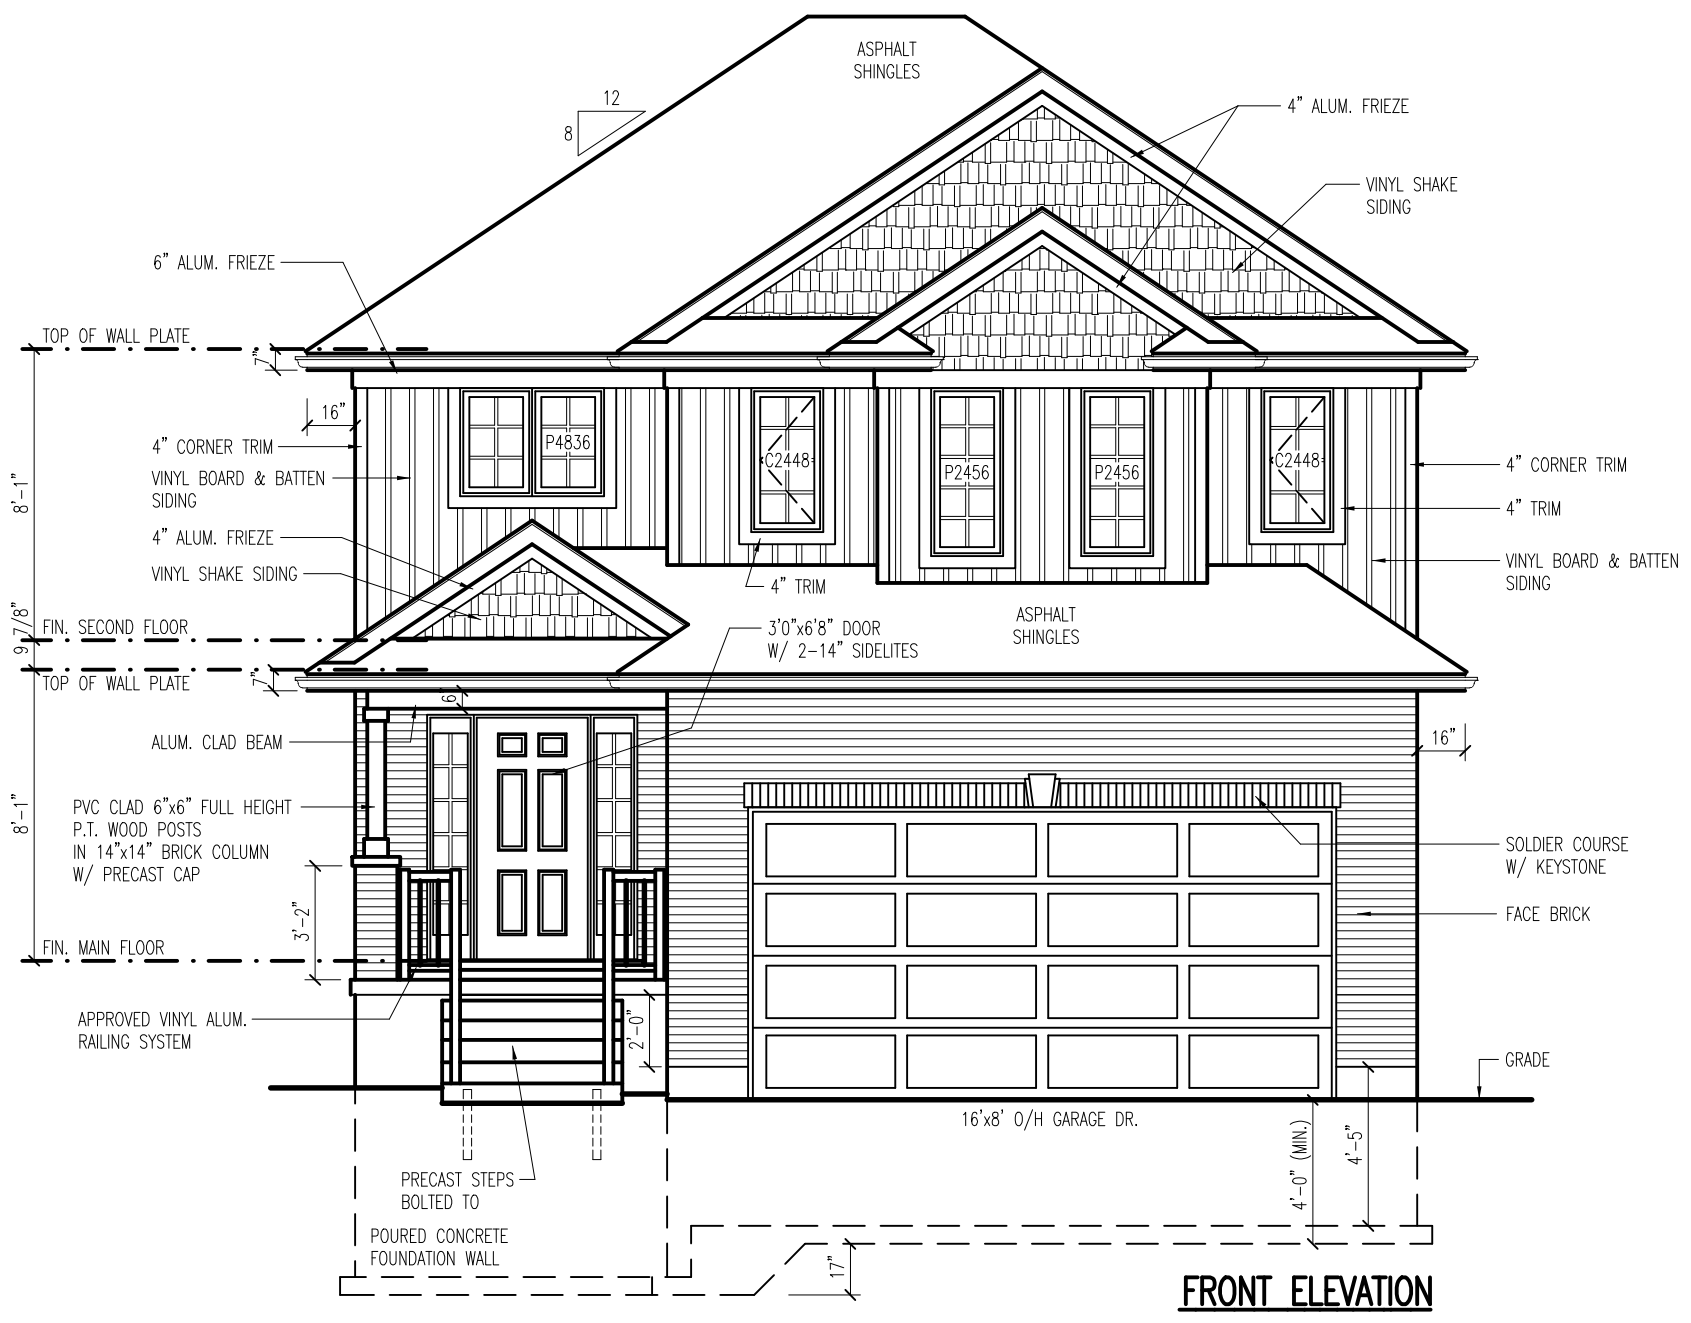 ASPHALT
SHINGLES
12
8
4" ALUM. FRIEZE
VINYL SHAKE
SIDING
6" ALUM. FRIEZE
TOP OF WALL PLATE
7"
16"
4" CORNER TRIM
VINYL BOARD & BATTEN
SIDING
8'-1"
4" ALUM. FRIEZE
VINYL SHAKE SIDING
P4836
C2448
P2456
P2456
C2448
4" CORNER TRIM
4" TRIM
VINYL BOARD & BATTEN
SIDING
4" TRIM
ASPHALT
SHINGLES
3'0"x6'8" DOOR
W/ 2-14" SIDELITES
FIN. SECOND FLOOR
9 7/8"
TOP OF WALL PLATE
7"
6"
ALUM. CLAD BEAM
16"
8'-1"
PVC CLAD 6"x6" FULL HEIGHT
P.T. WOOD POSTS
IN 14"x14" BRICK COLUMN
W/ PRECAST CAP
SOLDIER COURSE
W/ KEYSTONE
FACE BRICK
3'-2"
FIN. MAIN FLOOR
APPROVED VINYL ALUM.
RAILING SYSTEM
2'-0"
GRADE
16'x8' O/H GARAGE DR.
4'-0" (MIN.)
4'-5"
PRECAST STEPS
BOLTED TO
POURED CONCRETE
FOUNDATION WALL
17"
FRONT ELEVATION